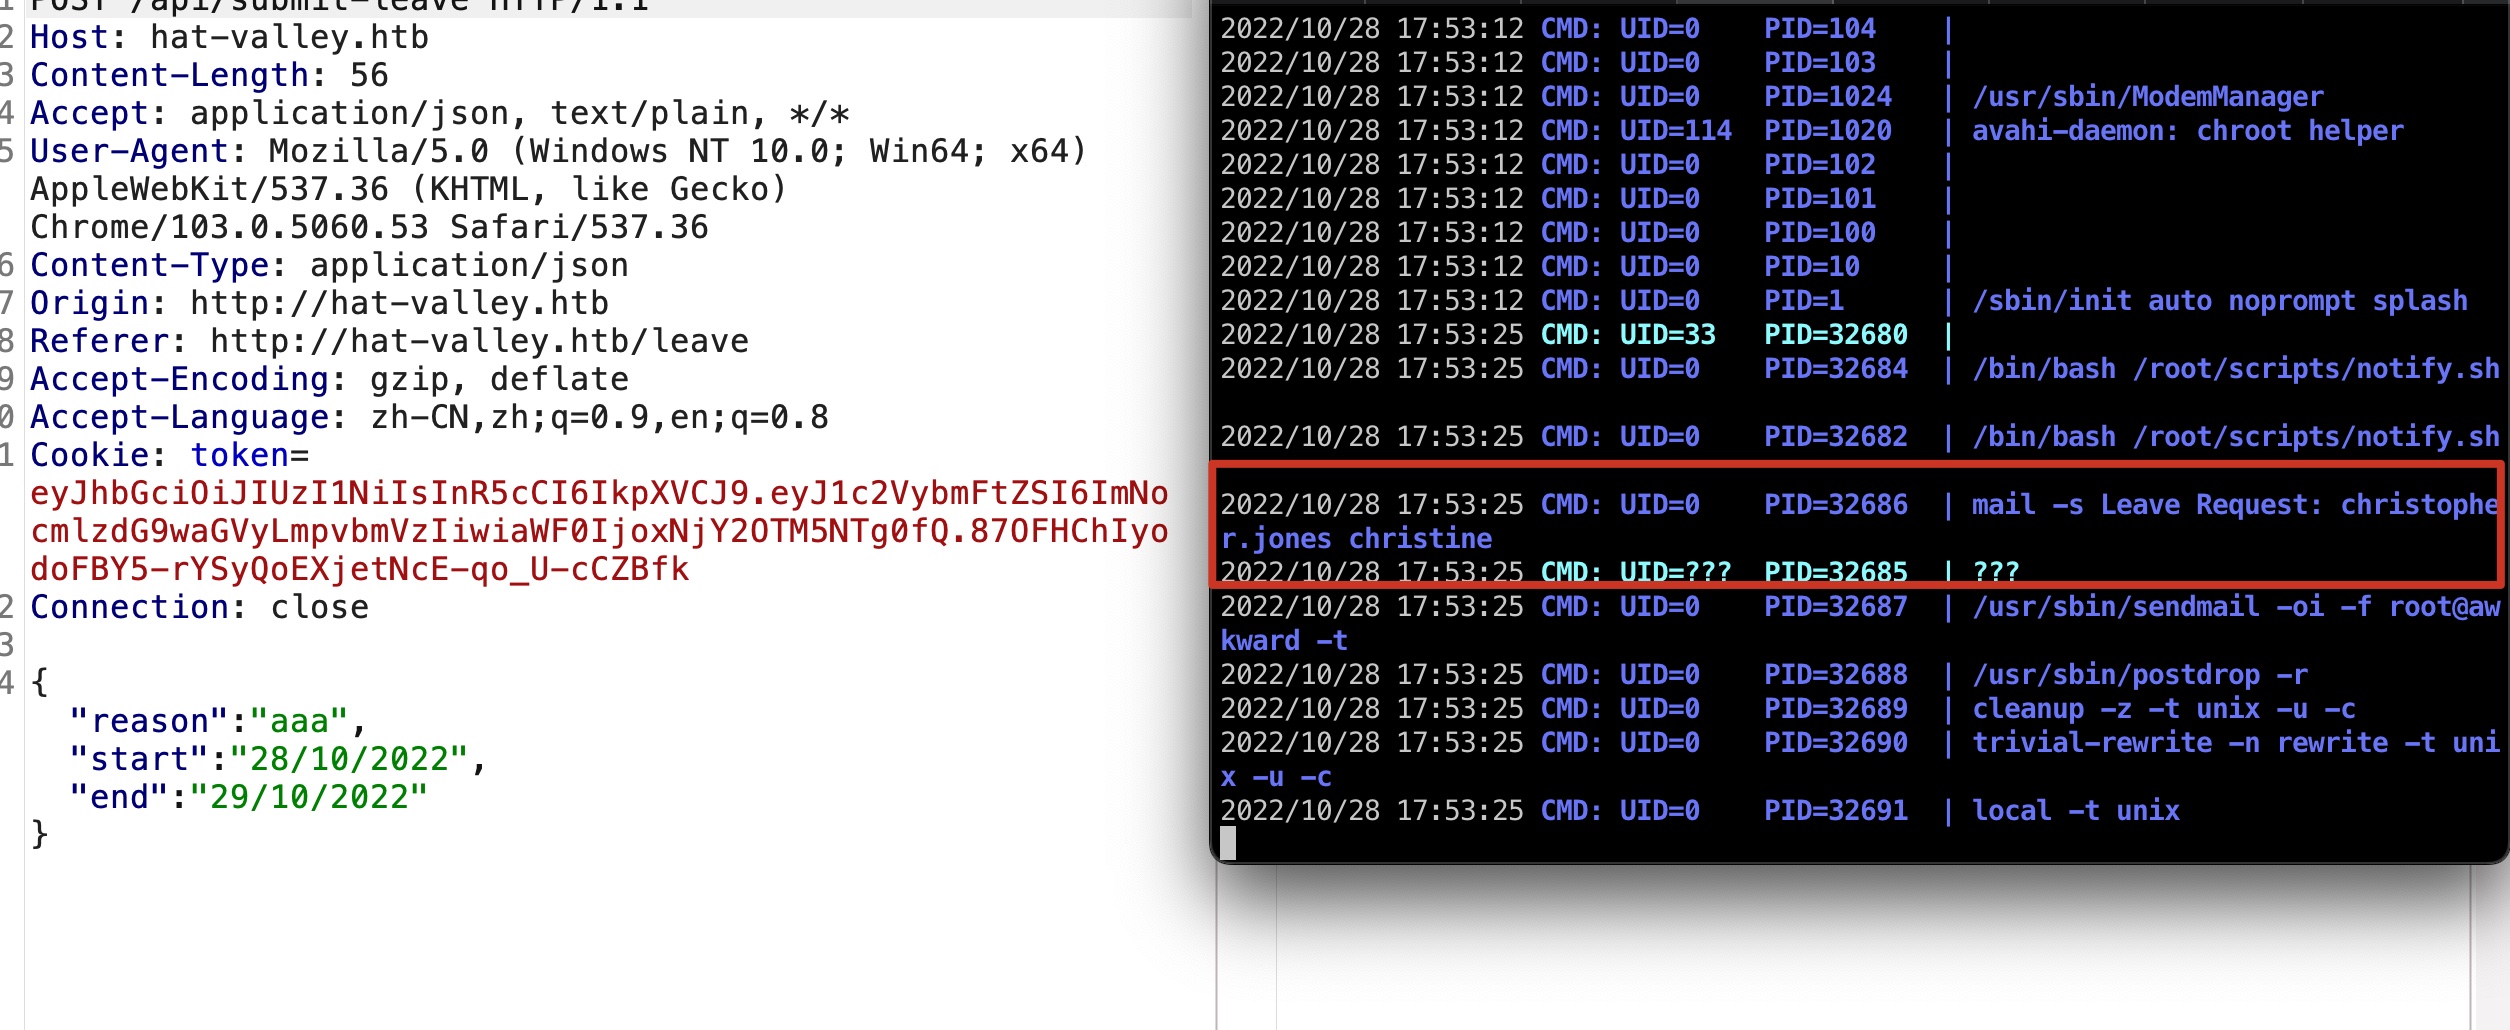 1 POST /api/submit-leave HTTP/1.1
2 Host: hat-valley.htb
3 Content-Length: 56
4 Accept: application/json, text/plain, */*
5 User-Agent: Mozilla/5.0 (Windows NT 10.0; Win64; x64)
AppleWebKit/537.36 (KHTML, like Gecko)
Chrome/103.0.5060.53 Safari/537.36
6 Content-Type: application/json
7 Origin: http://hat-valley.htb
8 Referer: http://hat-valley.htb/leave
9 Accept-Encoding: gzip, deflate
0 Accept-Language: zh-CN,zh;q=0.9,en;q=0.8
1 Cookie: token=
eyJhbGciOiJIUzI1NiIsInR5cCI6IkpXVCJ9.eyJ1c2VybmFtZSI6ImNo
cmlzdG9waGVyLmpvbmVzIiwiaWF0IjoxNjY2OTM5NTg0fQ.87OFHChIyo
doFBY5-rYSyQoEXjetNcE-qo_U-cCZBfk
2 Connection: close
3
4 {
"reason":"aaa",
"start":"28/10/2022",
"end":"29/10/2022"
}
2022/10/28 17:53:12 CMD: UID=0 PID=104 |
2022/10/28 17:53:12 CMD: UID=0 PID=103 |
2022/10/28 17:53:12 CMD: UID=0 PID=1024 | /usr/sbin/ModemManager
2022/10/28 17:53:12 CMD: UID=114 PID=1020 | avahi-daemon: chroot helper
2022/10/28 17:53:12 CMD: UID=0 PID=102 |
2022/10/28 17:53:12 CMD: UID=0 PID=101 |
2022/10/28 17:53:12 CMD: UID=0 PID=100 |
2022/10/28 17:53:12 CMD: UID=0 PID=10 |
2022/10/28 17:53:12 CMD: UID=0 PID=1 | /sbin/init auto noprompt splash
2022/10/28 17:53:25 CMD: UID=33 PID=32680 |
2022/10/28 17:53:25 CMD: UID=0 PID=32684 | /bin/bash /root/scripts/notify.sh
2022/10/28 17:53:25 CMD: UID=0 PID=32682 | /bin/bash /root/scripts/notify.sh
2022/10/28 17:53:25 CMD: UID=0 PID=32686 | mail -s Leave Request: christophe
r.jones christine
2022/10/28 17:53:25 CMD: UID=??? PID=32685 | ???
2022/10/28 17:53:25 CMD: UID=0 PID=32687 | /usr/sbin/sendmail -oi -f root@aw
kward -t
2022/10/28 17:53:25 CMD: UID=0 PID=32688 | /usr/sbin/postdrop -r
2022/10/28 17:53:25 CMD: UID=0 PID=32689 | cleanup -z -t unix -u -c
2022/10/28 17:53:25 CMD: UID=0 PID=32690 | trivial-rewrite -n rewrite -t uni
x -u -c
2022/10/28 17:53:25 CMD: UID=0 PID=32691 | local -t unix